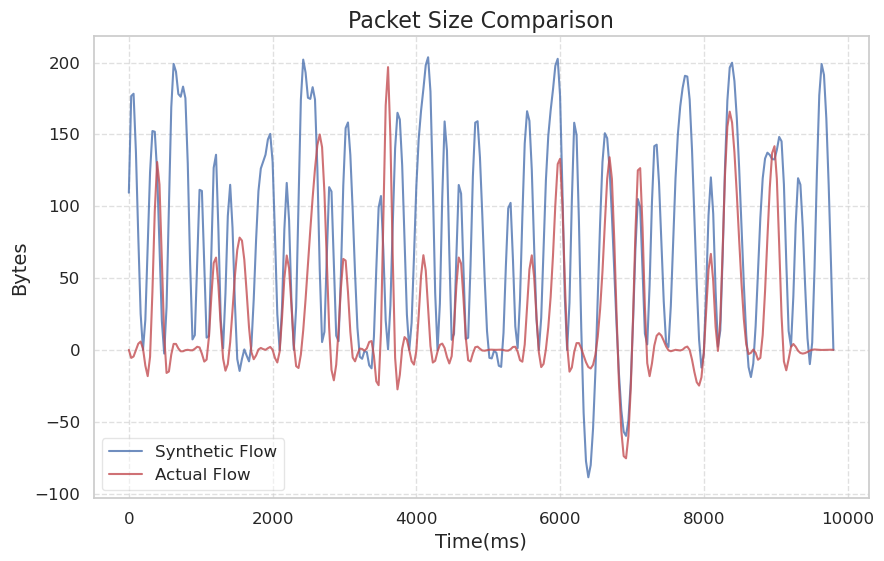 Packet Size Comparison
200
150
100
50
0
−50
−100
Bytes
Synthetic Flow
Actual Flow
0 2000 4000 6000 8000 10000
Time(ms)